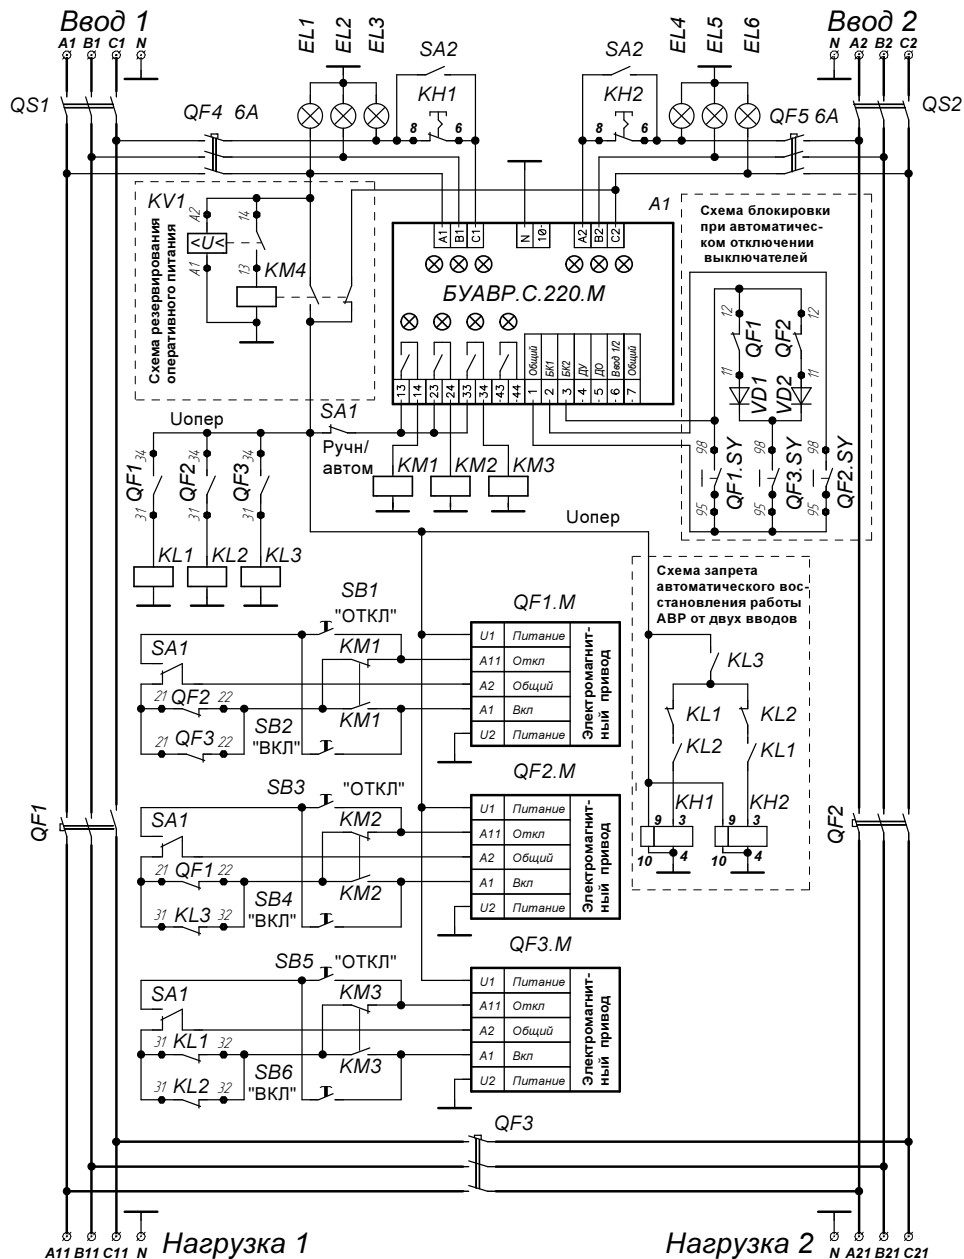 Ввод 1
Ввод 2
A1 B1 C1 N
N A2 B2 C2
EL1
EL2
EL3
SA2
SA2
EL4
EL5
EL6
QS1
QF4 6A
KH1
8 6
KH2
8 6
QF5 6A
QS2
Схема резервирования
оперативного питания
KV1
A2
<U<
A1
14
13
KM4
A1
A1
B1
C1
N
10
A2
B2
C2
БУАВР.С.220.М
13
14
23
24
33
34
43
44
Общий
БК1
БК2
ДУ
ДО
Ввод 1/2
Общий
1
2
3
4
5
6
7
Схема блокировки
при автоматичес-
ком отключении
выключателей
12
QF1
11
VD1
12
QF2
11
VD2
98
QF1.SY
95
98
QF3.SY
95
98
QF2.SY
95
Uопер
SA1
Ручн/
автом
KM1
KM2
KM3
34
QF1
31
34
QF2
31
34
QF3
31
KL1
KL2
KL3
Uопер
Схема запрета
автоматического вос-
становления работы
АВР от двух вводов
KL3
KL1
KL2
KL2
KL1
KH1
KH2
9 3
10 4
9 3
10 4
SB1
"ОТКЛ"
SA1
KM1
21 QF2 22
KM1
21 QF3 22
SB2
"ВКЛ"
QF1.M
U1 Питание
A11 Откл
A2 Общий
A1 Вкл
U2 Питание
Электромагнит-
ный привод
SB3
"ОТКЛ"
SA1
KM2
21 QF1 22
KM2
31 KL3 32
SB4
"ВКЛ"
QF2.M
U1 Питание
A11 Откл
A2 Общий
A1 Вкл
U2 Питание
Электромагнит-
ный привод
QF1
QF2
SB5
"ОТКЛ"
SA1
KM3
31 KL1 32
KM3
31 KL2 32
SB6
"ВКЛ"
QF3.M
U1 Питание
A11 Откл
A2 Общий
A1 Вкл
U2 Питание
Электромагнит-
ный привод
QF3
A11 B11 C11 N
Нагрузка 1
Нагрузка 2
N A21 B21 C21